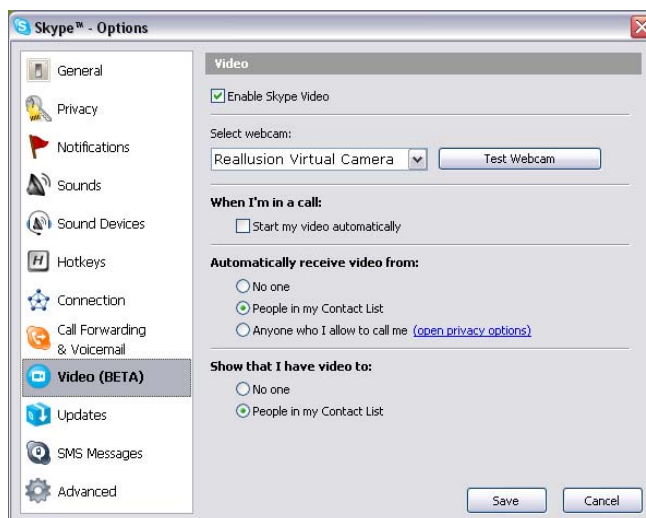 Skype™ - Options
General
Privacy
Notifications
Sounds
Sound Devices
Hotkeys
Connection
Call Forwarding
& Voicemail
Video (BETA)
Updates
SMS Messages
Advanced
Video
Enable Skype Video
Select webcam:
Reallusion Virtual Camera
Test Webcam
When I'm in a call:
Start my video automatically
Automatically receive video from:
No one
People in my Contact List
Anyone who I allow to call me (open privacy options)
Show that I have video to:
No one
People in my Contact List
Save
Cancel